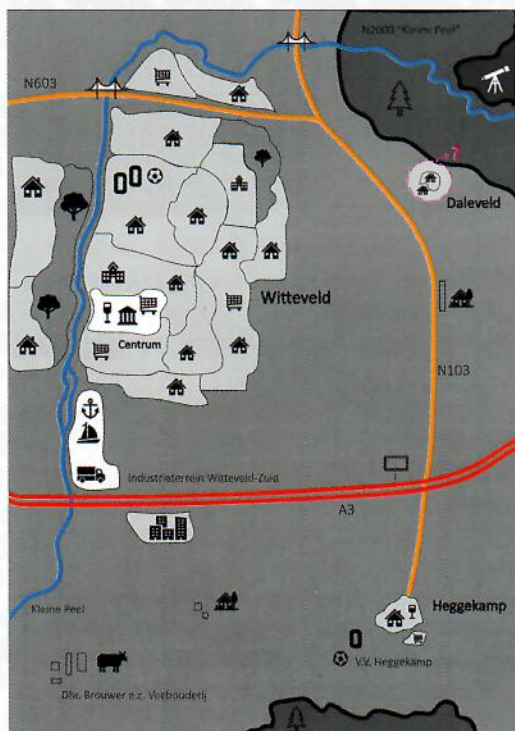 N2000 "Kleine Peel"
N603
?
Daleveld
Witteveld
Centrum
N103
Industrieterrein Witteveld-Zuid
A3
Kleine Peel
Heggekamp
V.V. Heggekamp
Dhr. Brouwer e.z. Veehouderij